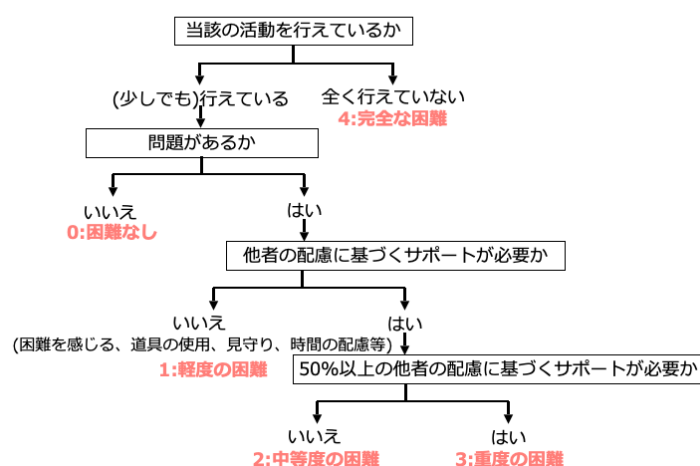 当該の活動を行えているか
(少しでも)行えている
全く行えていない
4:完全な困難
問題があるか
いいえ
0:困難なし
はい
他者の配慮に基づくサポートが必要か
いいえ
(困難を感じる、道具の使用、見守り、時間の配慮等)
1:軽度の困難
はい
50%以上の他者の配慮に基づくサポートが必要か
いいえ
2:中等度の困難
はい
3:重度の困難